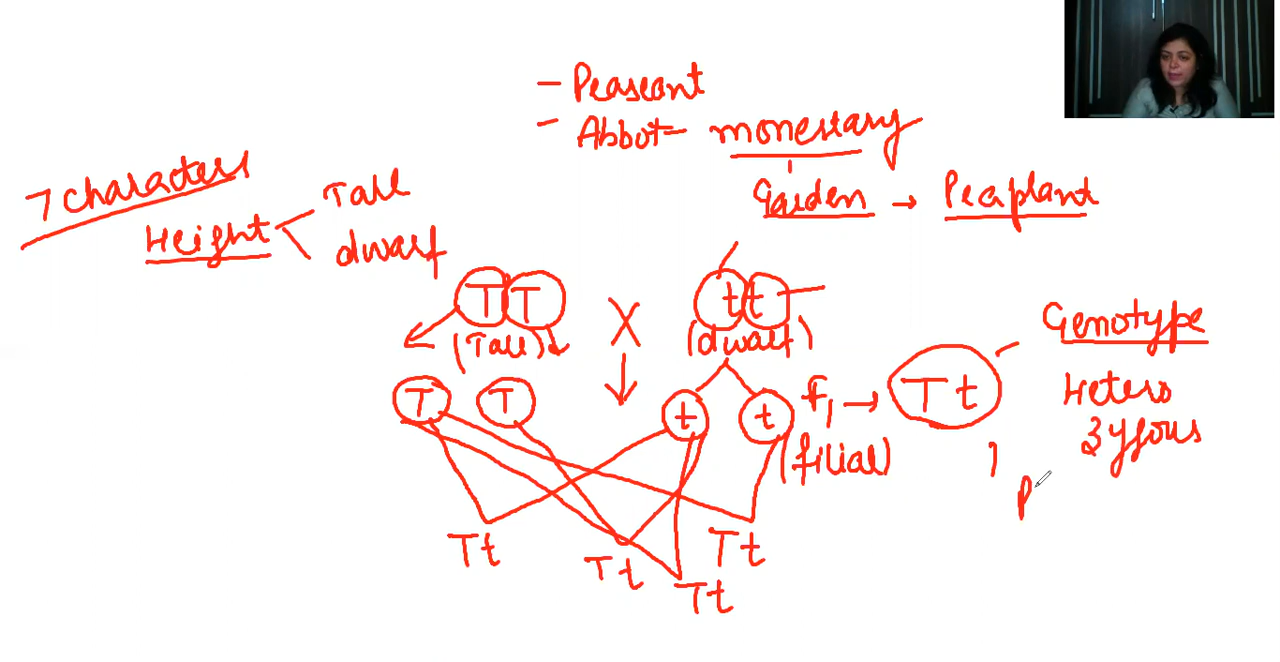 - Peaseant
- Abbot - monestary
Garden → Peaplant
7 characters
Height
Tall
dwarf
TT X tt
(Tall) (dwarf)
T T t t
F1 → Tt
(filial)
Genotype
Hetero
zygous
P
Tt Tt Tt
Tt